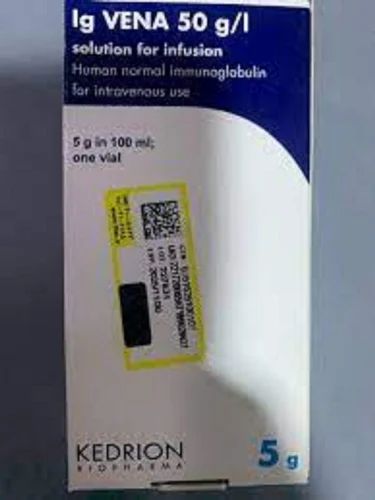 Ig VENA 50 g/l
solution for infusion
Human normal immunoglobulin
for intravenous use
5 g in 100 ml;
one vial
KEDRION
BIOPHARMA
5 g